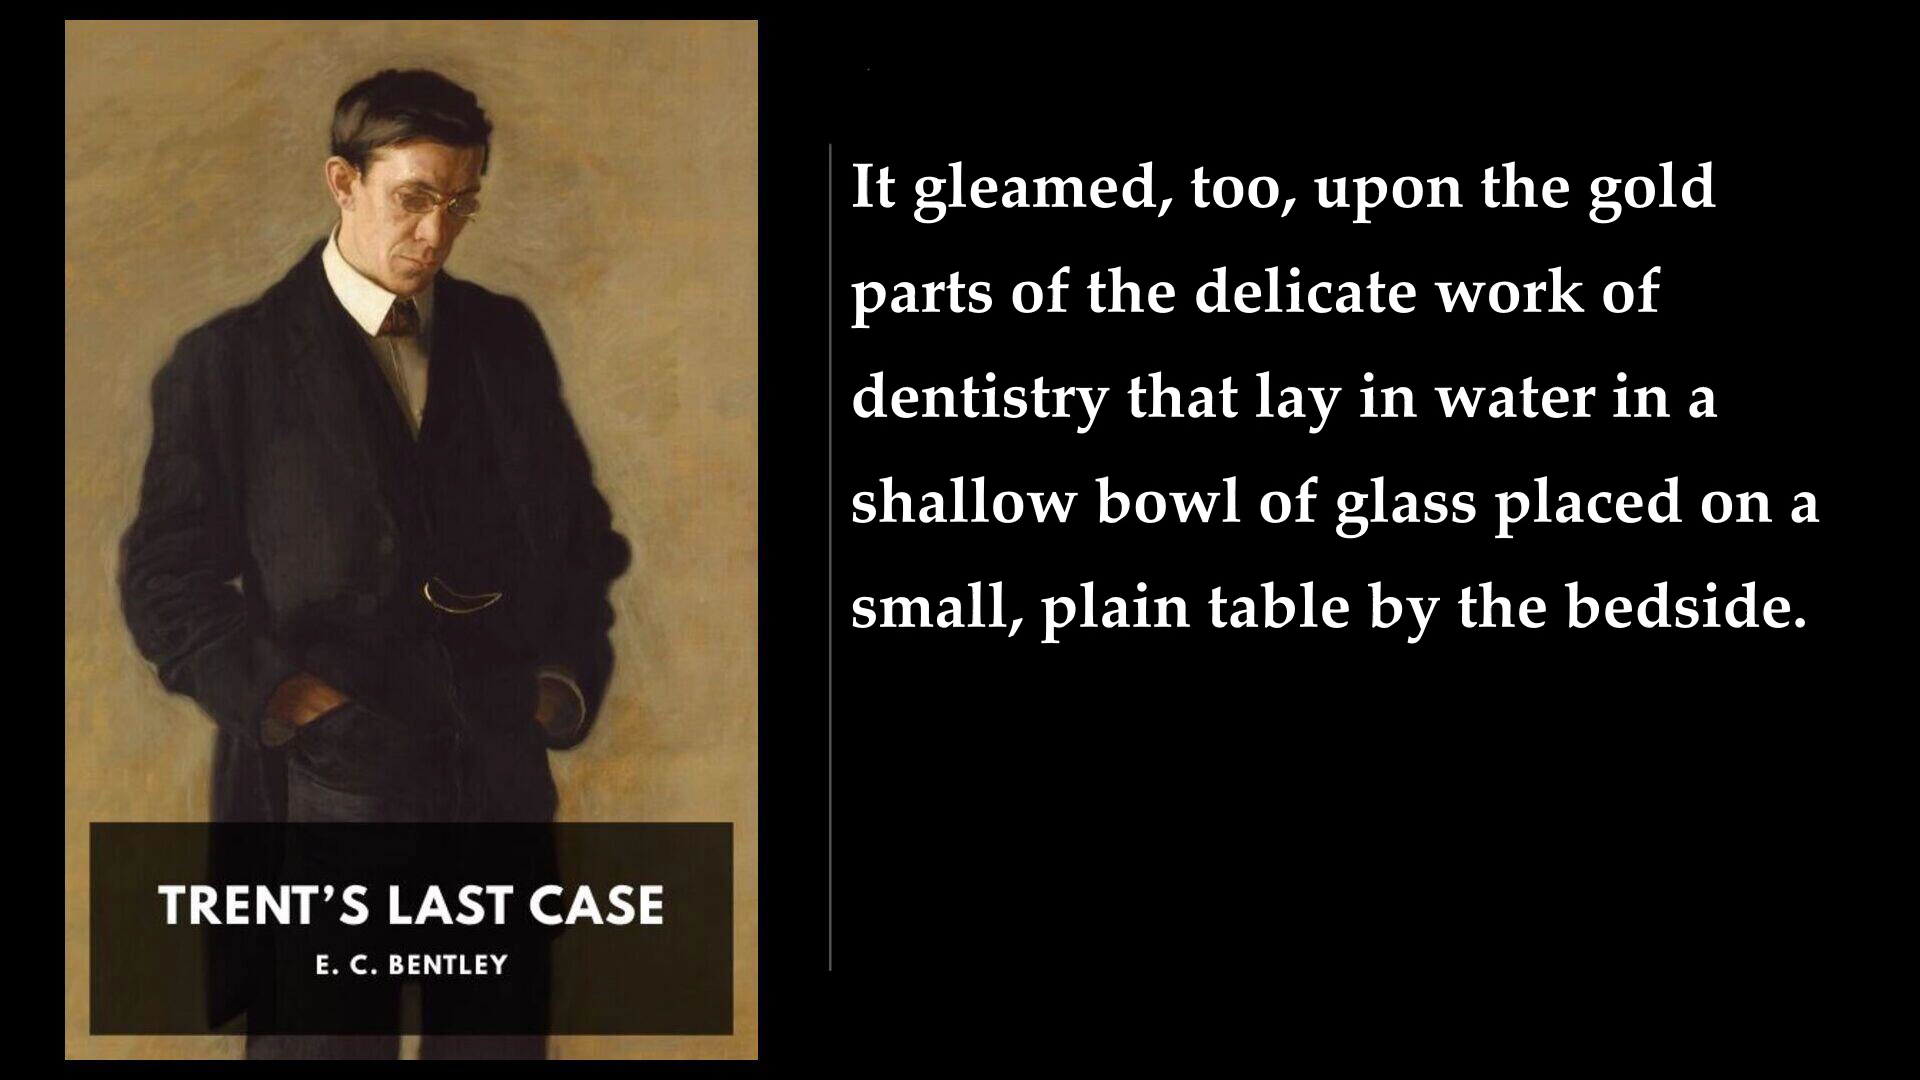 It gleamed, too, upon the gold
parts of the delicate work of
dentistry that lay in water in a
shallow bowl of glass placed on a
small, plain table by the bedside.
TRENT’S LAST CASE
E. C. BENTLEY